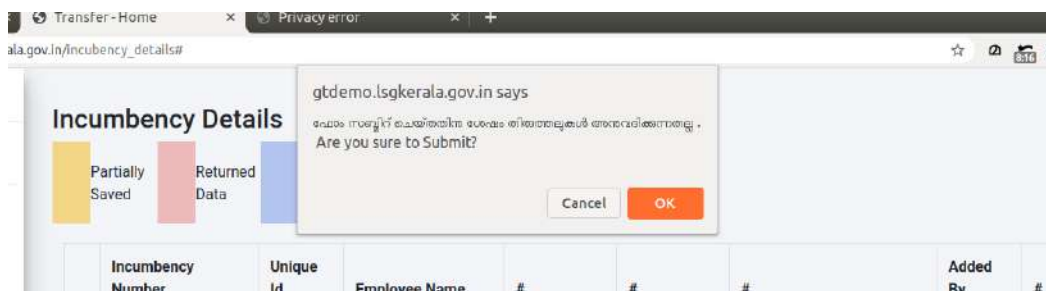 Transfer - Home × Privacy error × +
ala.gov.in/incubency_details#
gtdemo.lsgkerala.gov.in says
ഫോം സബ്മിറ് ചെയ്തതിന ശേഷം തിരുത്തലുകൾ അനുവദിക്കുന്നതല്ല .
Are you sure to Submit?
Cancel OK
Incumbency Details
Partially Saved
Returned Data
Incumbency Number
Unique Id
Employee Name
#
#
#
Added By
#
8:16